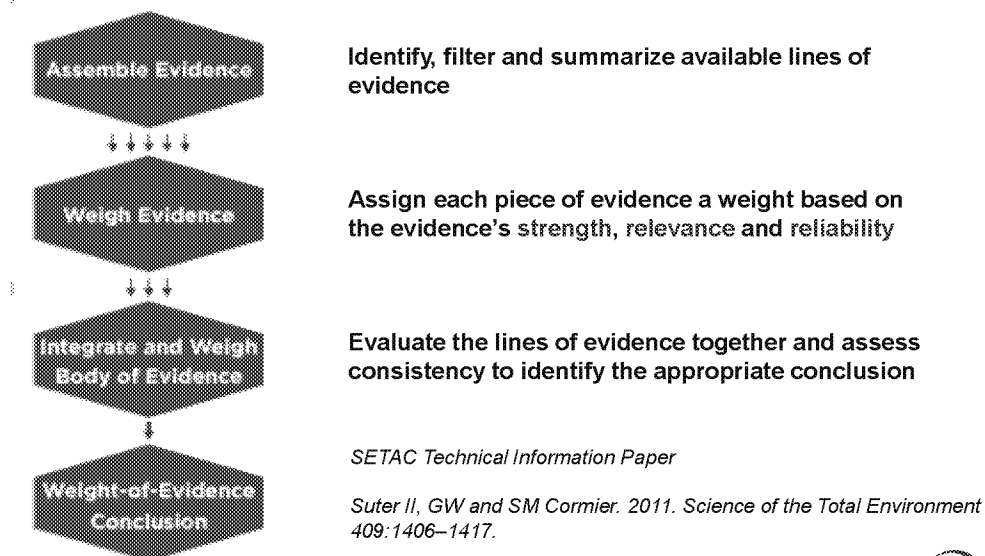 Assemble Evidence
Identify, filter and summarize available lines of
evidence
Weigh Evidence
Assign each piece of evidence a weight based on
the evidence's strength, relevance and reliability
Integrate and Weigh
Body of Evidence
Evaluate the lines of evidence together and assess
consistency to identify the appropriate conclusion
Weight-of-Evidence
Conclusion
SETAC Technical Information Paper
Suter II, GW and SM Cormier. 2011. Science of the Total Environment
409:1406–1417.